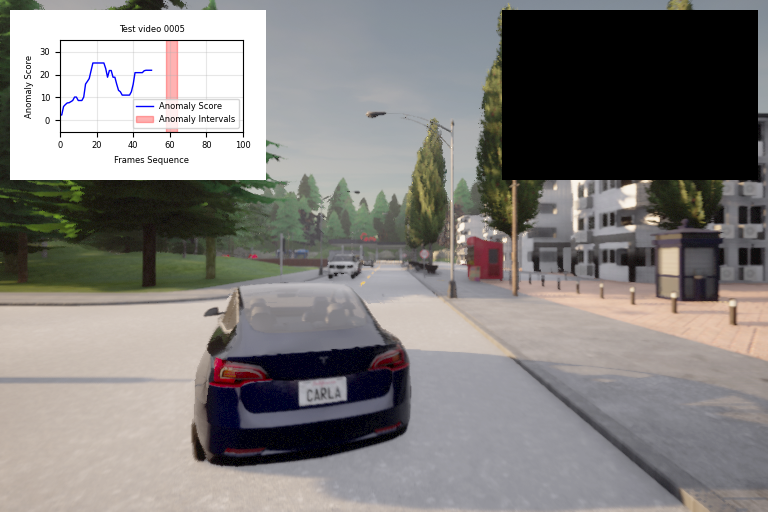 Test video 0005
Anomaly Score
30
20
10
0
Anomaly Score
Anomaly Intervals
0 20 40 60 80 100
Frames Sequence
CARLA